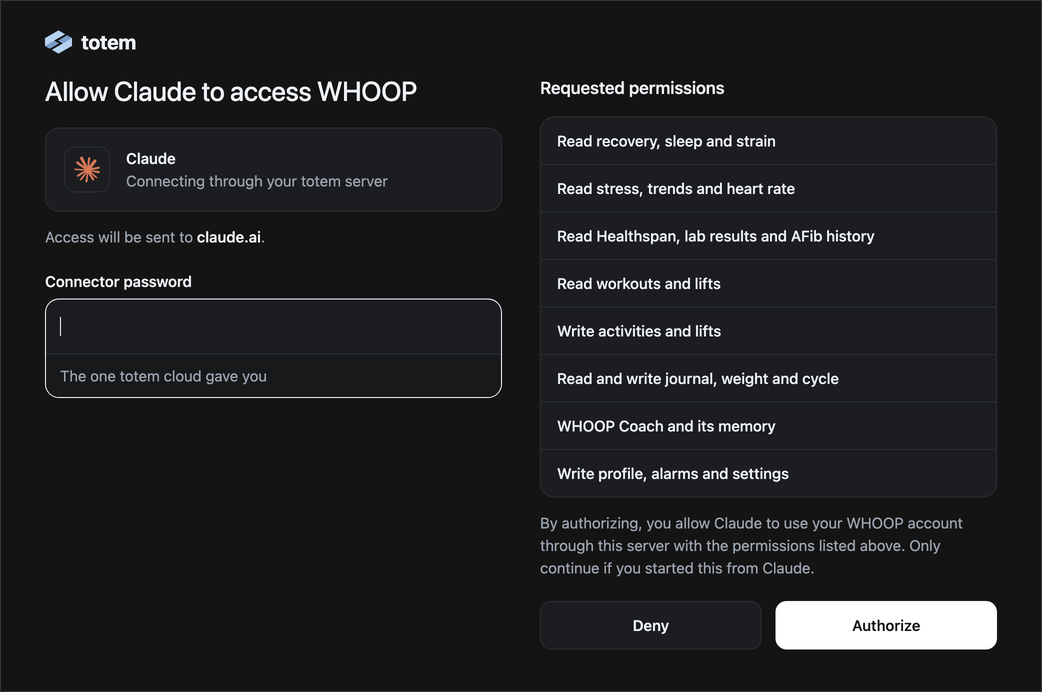 totem
Allow Claude to access WHOOP
Claude
Connecting through your totem server
Access will be sent to claude.ai.
Connector password
The one totem cloud gave you
Requested permissions
Read recovery, sleep and strain
Read stress, trends and heart rate
Read Healthspan, lab results and AFib history
Read workouts and lifts
Write activities and lifts
Read and write journal, weight and cycle
WHOOP Coach and its memory
Write profile, alarms and settings
By authorizing, you allow Claude to use your WHOOP account
through this server with the permissions listed above. Only
continue if you started this from Claude.
Deny
Authorize